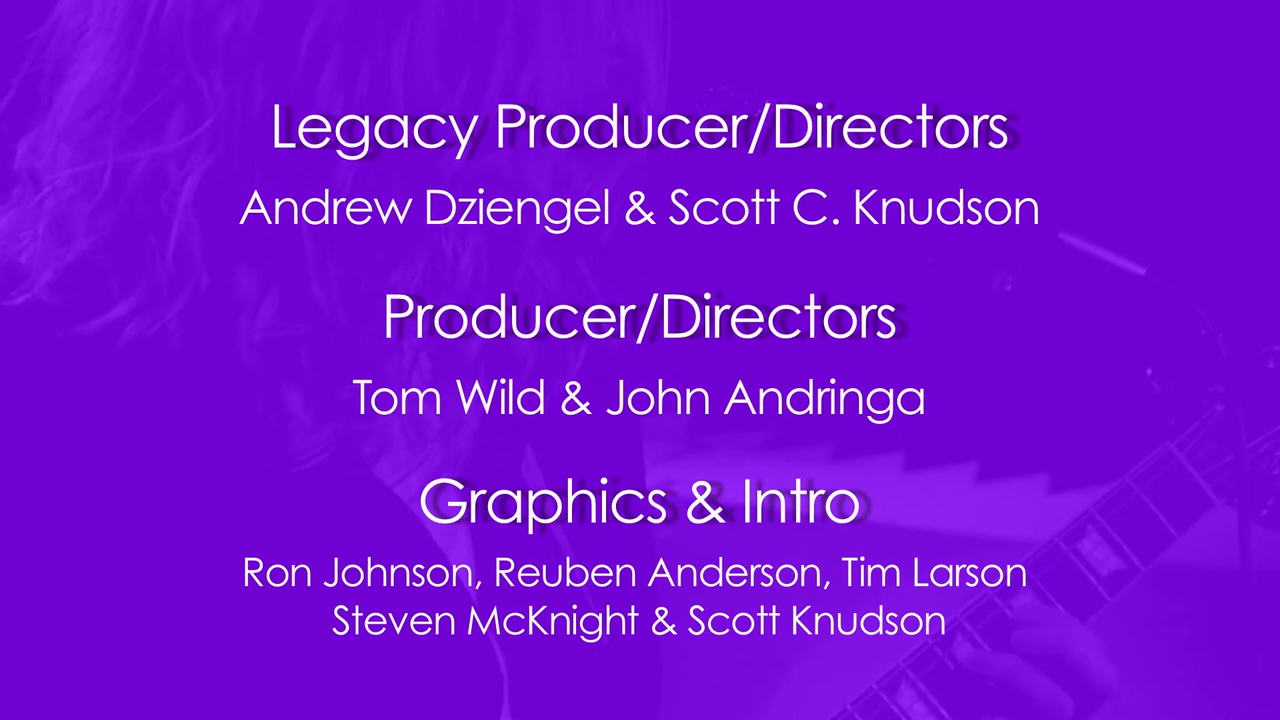 Legacy Producer/Directors
Andrew Dziengel & Scott C. Knudson
Producer/Directors
Tom Wild & John Andringa
Graphics & Intro
Ron Johnson, Reuben Anderson, Tim Larson
Steven McKnight & Scott Knudson